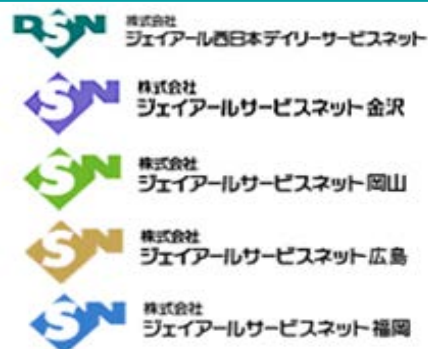 DSN
株式会社
ジェイアール西日本デイリーサービスネット
SN
株式会社
ジェイアールサービスネット金沢
SN
株式会社
ジェイアールサービスネット岡山
SN
株式会社
ジェイアールサービスネット広島
SN
株式会社
ジェイアールサービスネット福岡